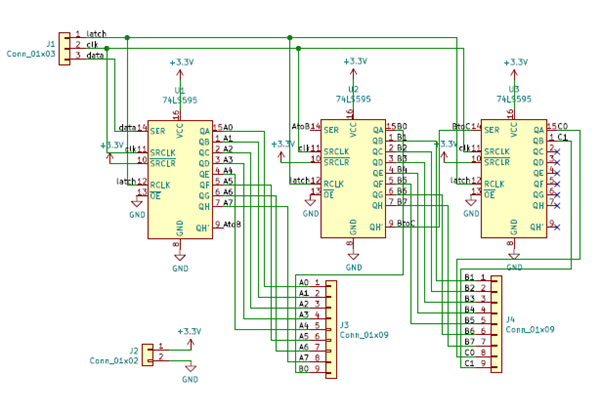 J1
Conn_01x03
1 latch
2 clk
3 data
+3.3V
U1
74LS595
data 14 SER
+3.3V
clk 11 SRCLK
10 SRCLR
latch 12 RCLK
13 OE
GND
16 VCC
QA 15 A0
QB 1 A1
QC 2 A2
QD 3 A3
QE 4 A4
QF 5 A5
QG 6 A6
QH 7 A7
QH' 9 AtoB
GND 8
GND
+3.3V
U2
74LS595
AtoB 14 SER
+3.3V
clk 11 SRCLK
10 SRCLR
latch 12 RCLK
13 OE
GND
16 VCC
QA 15 B0
QB 1 B1
QC 2 B2
QD 3 B3
QE 4 B4
QF 5 B5
QG 6 B6
QH 7 B7
QH' 9 BtoC
GND 8
GND
+3.3V
U3
74LS595
BtoC 14 SER
+3.3V
clk 11 SRCLK
10 SRCLR
latch 12 RCLK
13 OE
GND
16 VCC
QA 15 C0
QB 1 C1
QC 2
QD 3
QE 4
QF 5
QG 6
QH 7
QH' 9
GND 8
GND
J2
Conn_01x02
1
2
+3.3V
GND
A0 1
A1 2
A2 3
A3 4
A4 5
A5 6
A6 7
A7 8
B0 9
J3
Conn_01x09
B1 1
B2 2
B3 3
B4 4
B5 5
B6 6
B7 7
C0 8
C1 9
J4
Conn_01x09